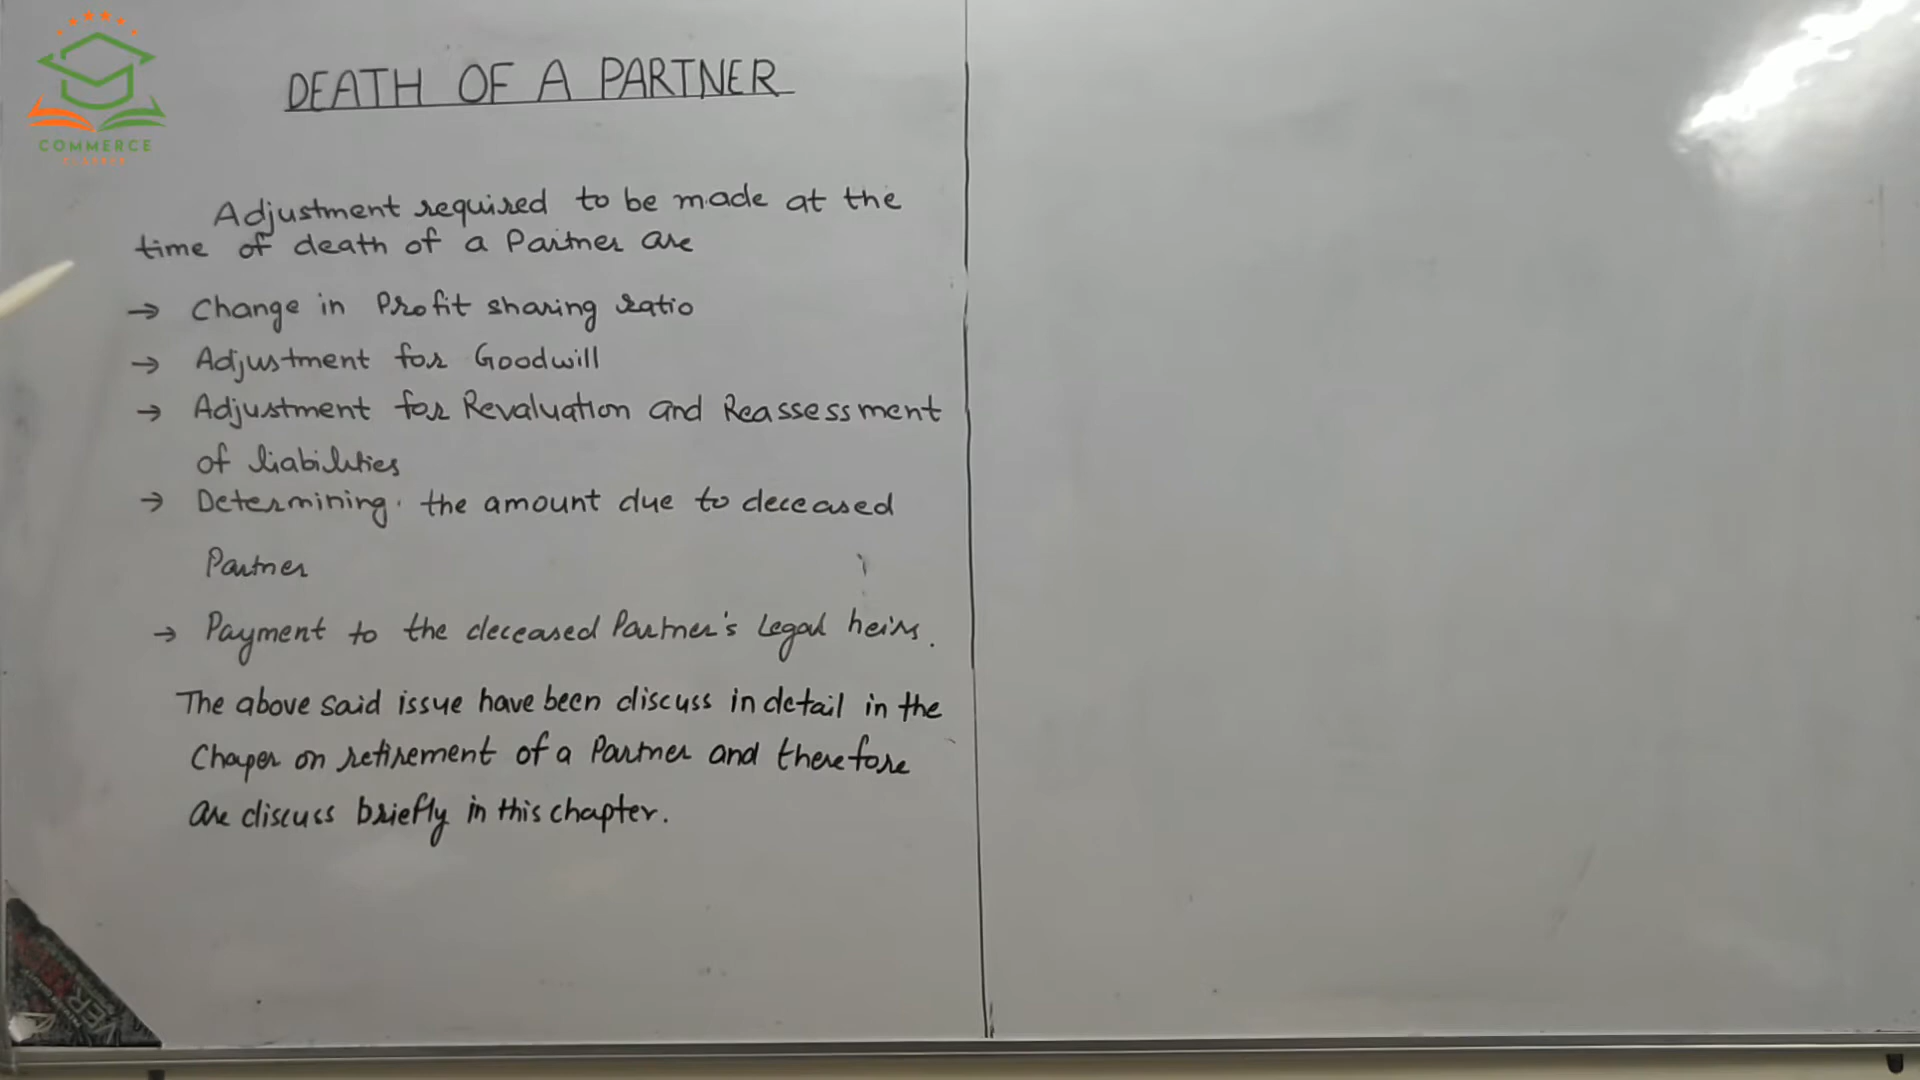 COMMERCE
CLASSES
DEATH OF A PARTNER
Adjustment required to be made at the
time of death of a Partner are
→ Change in Profit sharing ratio
→ Adjustment for Goodwill
→ Adjustment for Revaluation and Reassessment
of liabilities
→ Determining the amount due to deceased
Partner
→ Payment to the deceased Partner's Legal heirs.
The above said issue have been discuss in detail in the
Chaper on retirement of a Partner and therefore
are discuss briefly in this chapter.